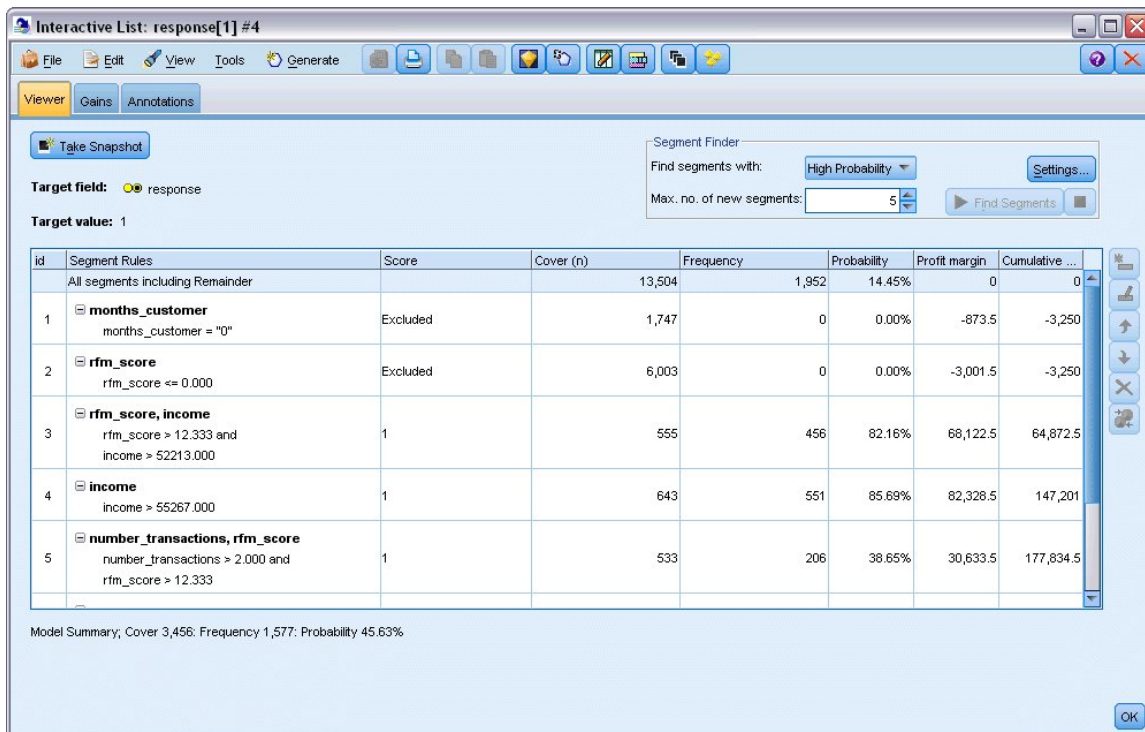 Interactive List: response[1] #4
File Edit View Tools Generate
Viewer Gains Annotations
Take Snapshot
Segment Finder
Find segments with: High Probability Settings...
Max. no. of new segments: 5 Find Segments
Target field: response
Target value: 1
id Segment Rules Score Cover (n) Frequency Probability Profit margin Cumulative ...
All segments including Remainder 13,504 1,952 14.45% 0 0
months_customer
1 Excluded 1,747 0 0.00% -873.5 -3,250
months_customer = "0"
rfm_score
2 Excluded 6,003 0 0.00% -3,001.5 -3,250
rfm_score <= 0.000
rfm_score, income
3 rfm_score > 12.333 and 1 555 456 82.16% 68,122.5 64,872.5
income > 52213.000
income
4 1 643 551 85.69% 82,328.5 147,201
income > 55267.000
number_transactions, rfm_score
5 number_transactions > 2.000 and 1 533 206 38.65% 30,633.5 177,834.5
rfm_score > 12.333
Model Summary; Cover 3,456: Frequency 1,577: Probability 45.63%
OK